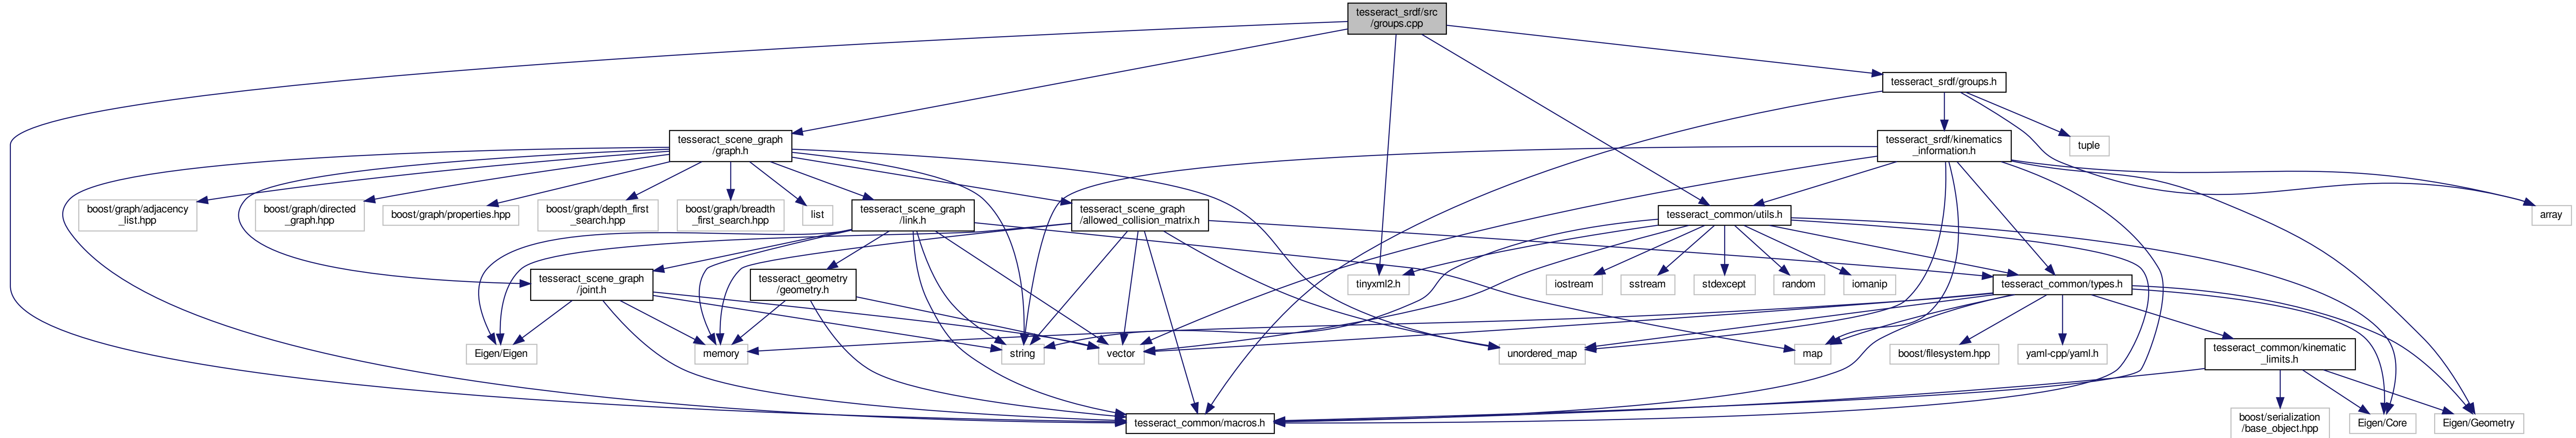 tesseract_srdf/src
/groups.cpp
tesseract_srdf/groups.h
tesseract_scene_graph
/graph.h
tesseract_srdf/kinematics
_information.h
tuple
boost/graph/adjacency
_list.hpp
boost/graph/directed
_graph.hpp
boost/graph/properties.hpp
boost/graph/depth_first
_search.hpp
boost/graph/breadth
_first_search.hpp
list
tesseract_scene_graph
/link.h
tesseract_scene_graph
/allowed_collision_matrix.h
tesseract_common/utils.h
array
tesseract_scene_graph
/joint.h
tesseract_geometry
/geometry.h
tinyxml2.h
iostream
sstream
stdexcept
random
iomanip
tesseract_common/types.h
Eigen/Eigen
memory
string
vector
unordered_map
map
boost/filesystem.hpp
yaml-cpp/yaml.h
tesseract_common/kinematic
_limits.h
tesseract_common/macros.h
boost/serialization
/base_object.hpp
Eigen/Core
Eigen/Geometry